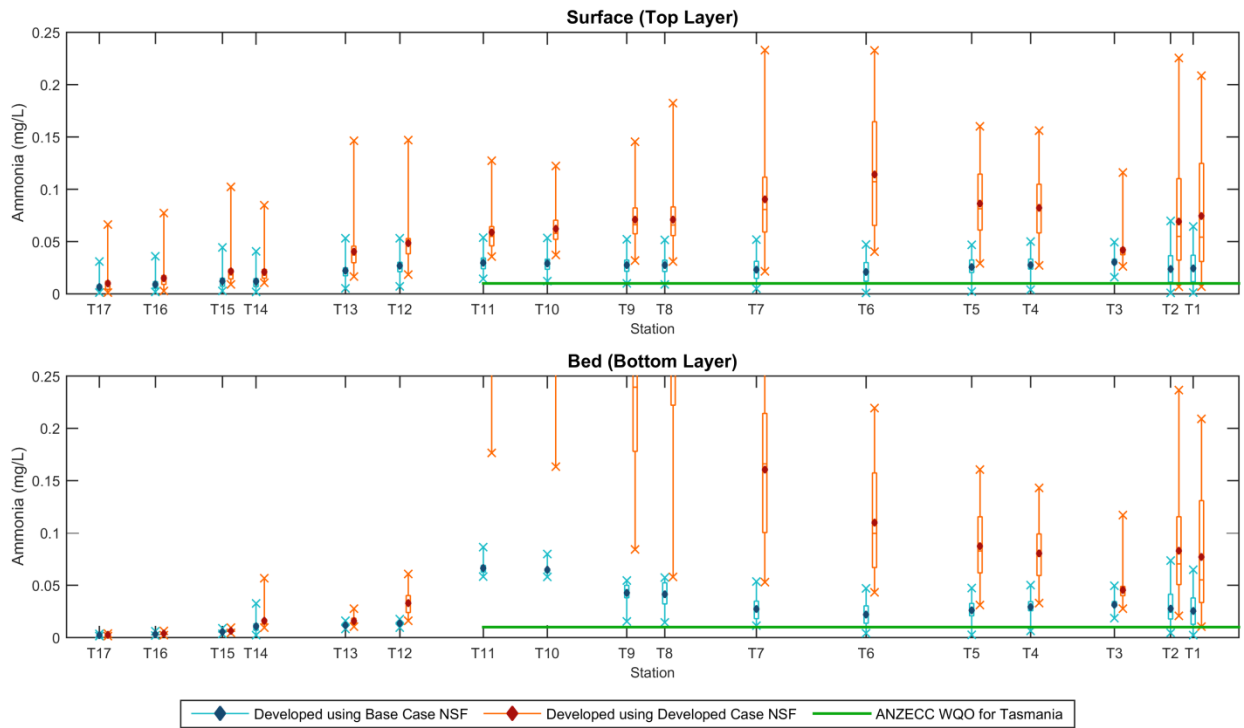 Surface (Top Layer)
0.25
0.2
0.15
0.1
0.05
0
Ammonia (mg/L)
T17 T16 T15 T14 T13 T12 T11 T10 T9 T8 T7 T6 T5 T4 T3 T2 T1
Station
Bed (Bottom Layer)
0.25
0.2
0.15
0.1
0.05
0
Ammonia (mg/L)
T17 T16 T15 T14 T13 T12 T11 T10 T9 T8 T7 T6 T5 T4 T3 T2 T1
Station
Developed using Base Case NSF Developed using Developed Case NSF ANZECC WQO for Tasmania